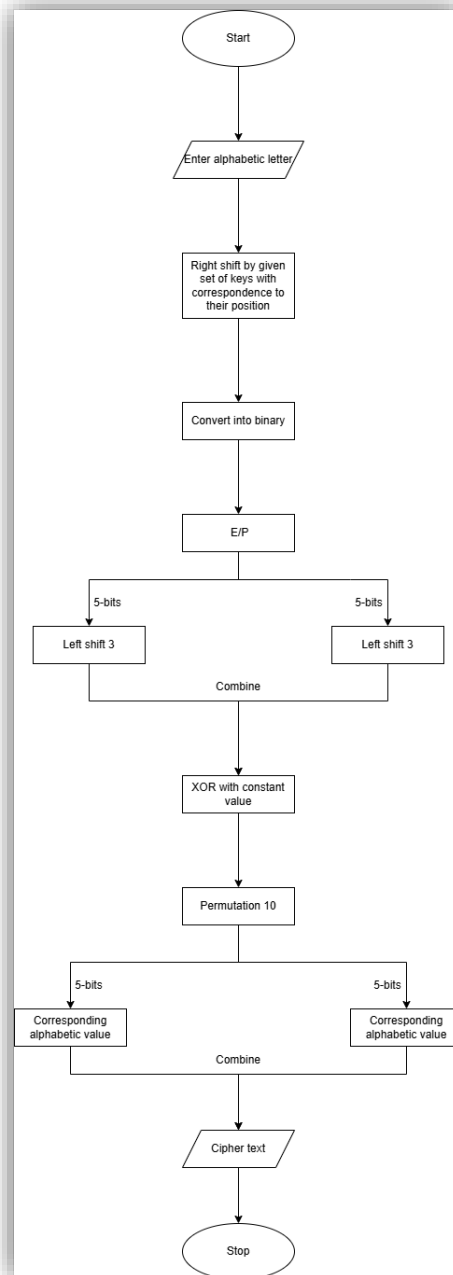 Start
Enter alphabetic letter
Right shift by given
set of keys with
correspondence to
their position
Convert into binary
E/P
5-bits
5-bits
Left shift 3
Left shift 3
Combine
XOR with constant
value
Permutation 10
5-bits
5-bits
Corresponding
alphabetic value
Corresponding
alphabetic value
Combine
Cipher text
Stop